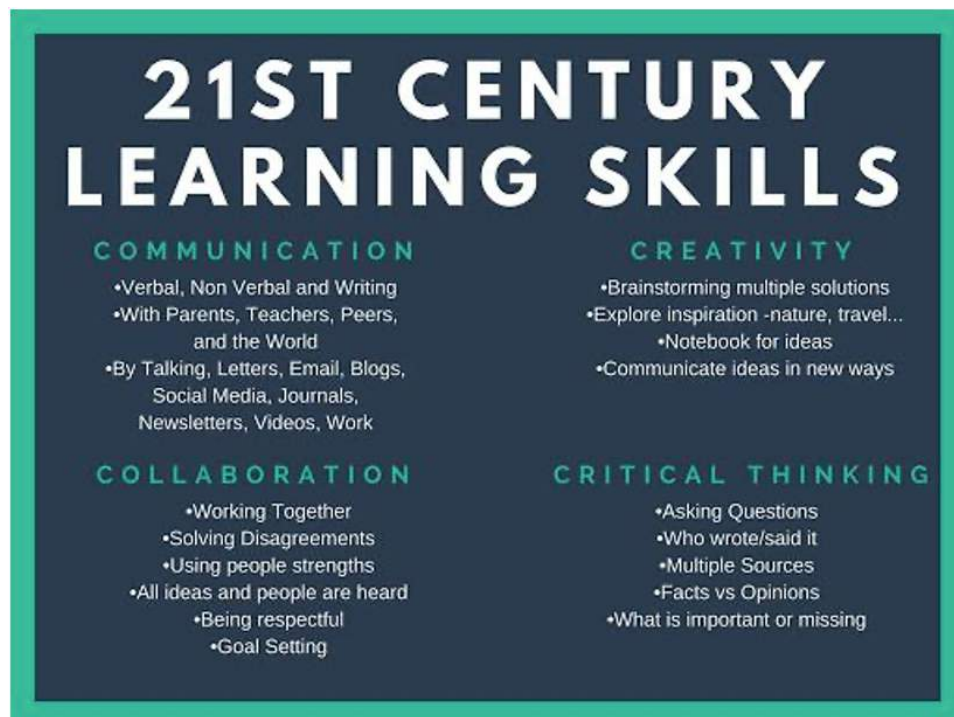 21ST CENTURY
LEARNING SKILLS
COMMUNICATION
•Verbal, Non Verbal and Writing
•With Parents, Teachers, Peers,
and the World
•By Talking, Letters, Email, Blogs,
Social Media, Journals,
Newsletters, Videos, Work
CREATIVITY
•Brainstorming multiple solutions
•Explore inspiration -nature, travel...
•Notebook for ideas
•Communicate ideas in new ways
COLLABORATION
•Working Together
•Solving Disagreements
•Using people strengths
•All ideas and people are heard
•Being respectful
•Goal Setting
CRITICAL THINKING
•Asking Questions
•Who wrote/said it
•Multiple Sources
•Facts vs Opinions
•What is important or missing